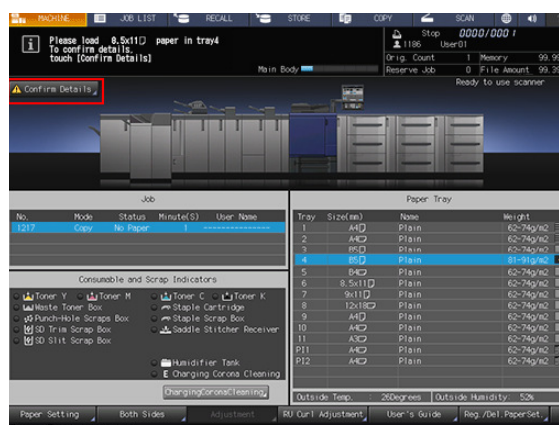 MACHINE JOB LIST RECALL STORE COPY SCAN
Please load 8.5x11 paper in tray4
To confirm details.
touch [Confirm Details]
Main Body
Stop 0000/0001
1186 User01
Orig. Count 1 Memory 99.99
Reserve Job 0 File Amount 99.39
Ready to use scanner
Confirm Details
Job
No. Mode Status Minute(S) User Name
1217 Copy No Paper 1 --------------
Consumable and Scrap Indicators
Toner Y Toner M Toner C Toner K
Waste Toner Box Staple Cartridge
Punch-Hole Scraps Box Staple Scrap Box
SD Trim Scrap Box Saddle Stitcher Receiver
SD Slit Scrap Box
Humidifier Tank
E Charging Corona Cleaning
ChargingCoronaCleaning
Paper Tray
Tray Size(mm) Name Weight
1 A4 Plain 62-74g/m2
2 A4 Plain 62-74g/m2
3 B5 Plain 62-74g/m2
4 B5 Plain 81-91g/m2
5 B4 Plain 62-74g/m2
6 8.5x11 Plain 62-74g/m2
7 9x11 Plain 62-74g/m2
8 12x18 Plain 62-74g/m2
9 A4 Plain 62-74g/m2
10 A4 Plain 62-74g/m2
11 A3 Plain 62-74g/m2
PI1 A4 Plain 62-74g/m2
PI2 A4 Plain 62-74g/m2
Outside Temp. : 26Degrees Outside Humidity: 52%
Paper Setting Both Sides Adjustment RU Curl Adjustment User's Guide Reg./Del.PaperSet.